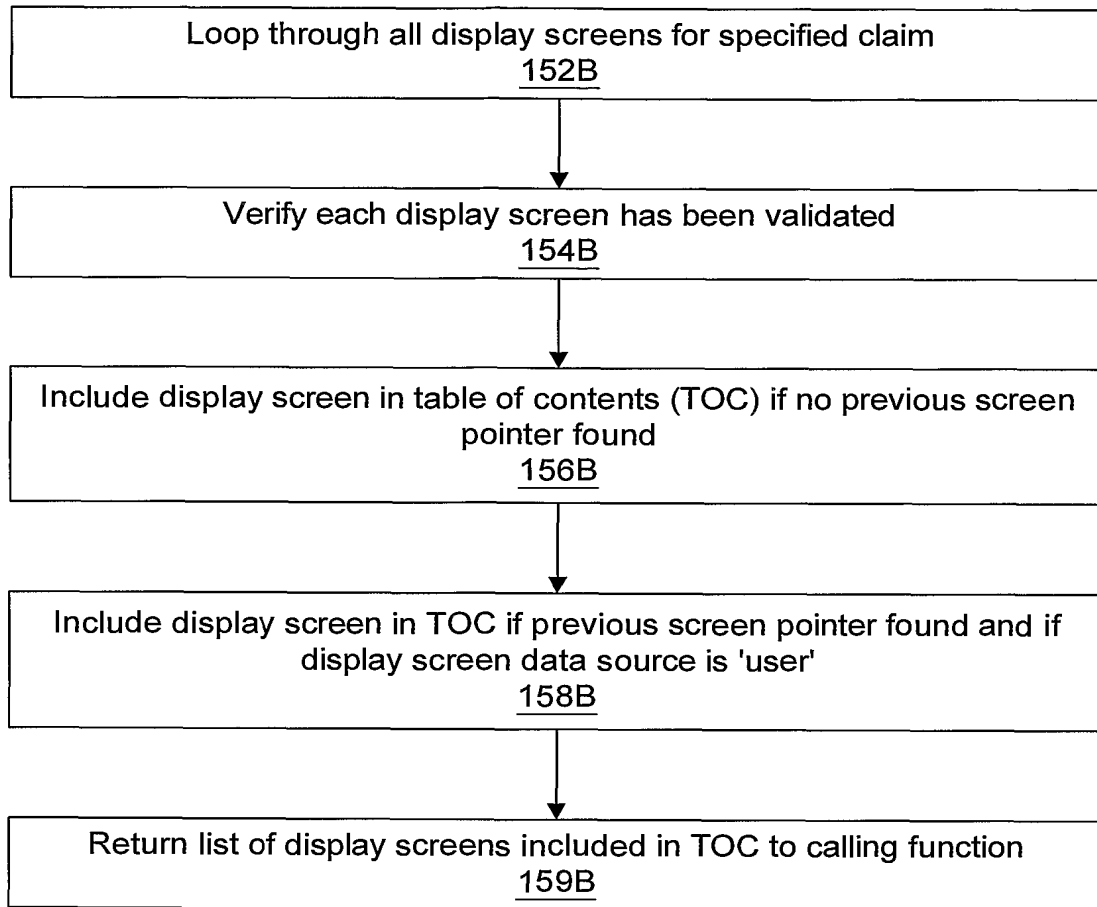 Loop through all display screens for specified claim
152B
Verify each display screen has been validated
154B
Include display screen in table of contents (TOC) if no previous screen
pointer found
156B
Include display screen in TOC if previous screen pointer found and if
display screen data source is 'user'
158B
Return list of display screens included in TOC to calling function
159B